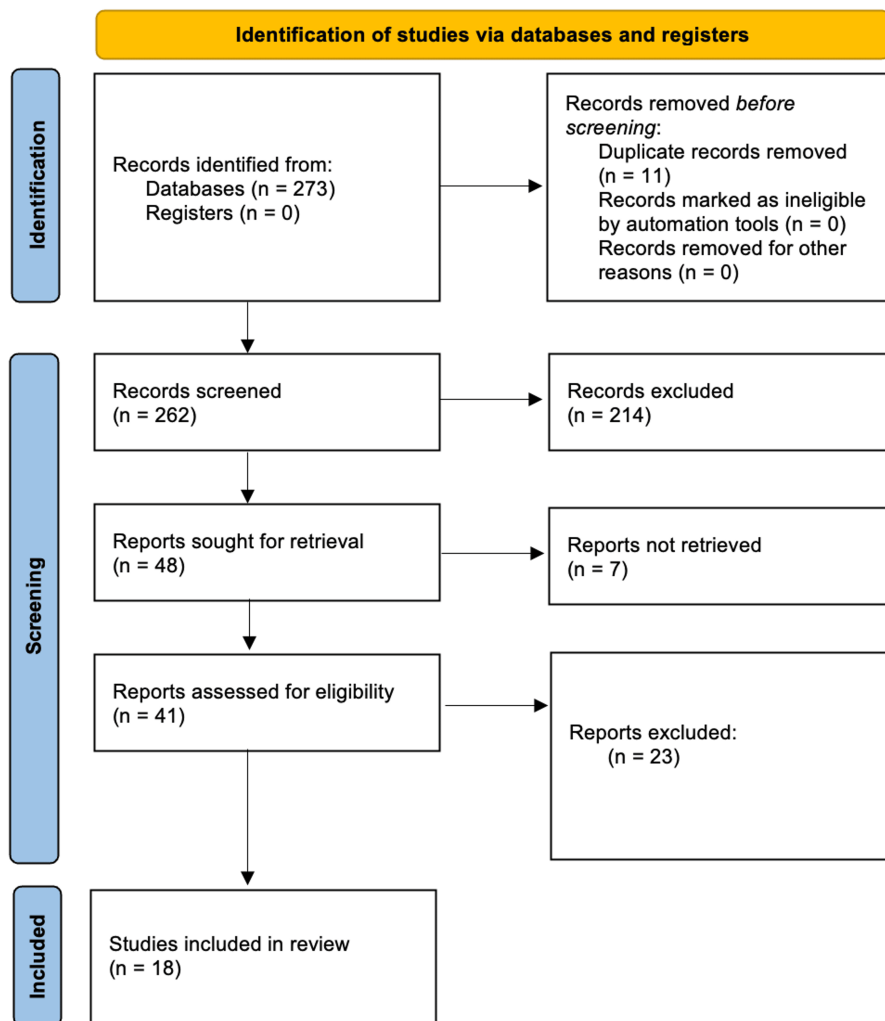 Identification of studies via databases and registers
Identification
Records identified from:
Databases (n = 273)
Registers (n = 0)
Records removed before
screening:
Duplicate records removed
(n = 11)
Records marked as ineligible
by automation tools (n = 0)
Records removed for other
reasons (n = 0)
Screening
Records screened
(n = 262)
Records excluded
(n = 214)
Reports sought for retrieval
(n = 48)
Reports not retrieved
(n = 7)
Reports assessed for eligibility
(n = 41)
Reports excluded:
(n = 23)
Included
Studies included in review
(n = 18)